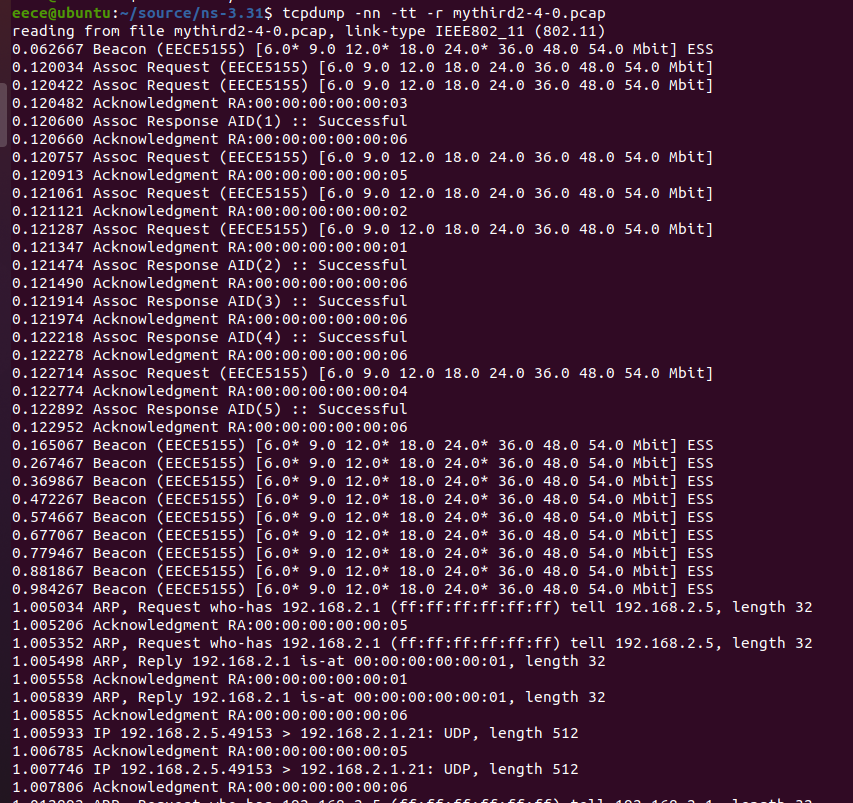 eece@ubuntu:~/source/ns-3.31$ tcpdump -nn -tt -r mythird2-4-0.pcap
reading from file mythird2-4-0.pcap, link-type IEEE802_11 (802.11)
0.062667 Beacon (EECE5155) [6.0* 9.0 12.0* 18.0 24.0* 36.0 48.0 54.0 Mbit] ESS
0.120034 Assoc Request (EECE5155) [6.0 9.0 12.0 18.0 24.0 36.0 48.0 54.0 Mbit]
0.120422 Assoc Request (EECE5155) [6.0 9.0 12.0 18.0 24.0 36.0 48.0 54.0 Mbit]
0.120482 Acknowledgment RA:00:00:00:00:00:03
0.120600 Assoc Response AID(1) :: Successful
0.120660 Acknowledgment RA:00:00:00:00:00:06
0.120757 Assoc Request (EECE5155) [6.0 9.0 12.0 18.0 24.0 36.0 48.0 54.0 Mbit]
0.120913 Acknowledgment RA:00:00:00:00:00:05
0.121061 Assoc Request (EECE5155) [6.0 9.0 12.0 18.0 24.0 36.0 48.0 54.0 Mbit]
0.121121 Acknowledgment RA:00:00:00:00:00:02
0.121287 Assoc Request (EECE5155) [6.0 9.0 12.0 18.0 24.0 36.0 48.0 54.0 Mbit]
0.121347 Acknowledgment RA:00:00:00:00:00:01
0.121474 Assoc Response AID(2) :: Successful
0.121490 Acknowledgment RA:00:00:00:00:00:06
0.121914 Assoc Response AID(3) :: Successful
0.121974 Acknowledgment RA:00:00:00:00:00:06
0.122218 Assoc Response AID(4) :: Successful
0.122278 Acknowledgment RA:00:00:00:00:00:06
0.122714 Assoc Request (EECE5155) [6.0 9.0 12.0 18.0 24.0 36.0 48.0 54.0 Mbit]
0.122774 Acknowledgment RA:00:00:00:00:00:04
0.122892 Assoc Response AID(5) :: Successful
0.122952 Acknowledgment RA:00:00:00:00:00:06
0.165067 Beacon (EECE5155) [6.0* 9.0 12.0* 18.0 24.0* 36.0 48.0 54.0 Mbit] ESS
0.267467 Beacon (EECE5155) [6.0* 9.0 12.0* 18.0 24.0* 36.0 48.0 54.0 Mbit] ESS
0.369867 Beacon (EECE5155) [6.0* 9.0 12.0* 18.0 24.0* 36.0 48.0 54.0 Mbit] ESS
0.472267 Beacon (EECE5155) [6.0* 9.0 12.0* 18.0 24.0* 36.0 48.0 54.0 Mbit] ESS
0.574667 Beacon (EECE5155) [6.0* 9.0 12.0* 18.0 24.0* 36.0 48.0 54.0 Mbit] ESS
0.677067 Beacon (EECE5155) [6.0* 9.0 12.0* 18.0 24.0* 36.0 48.0 54.0 Mbit] ESS
0.779467 Beacon (EECE5155) [6.0* 9.0 12.0* 18.0 24.0* 36.0 48.0 54.0 Mbit] ESS
0.881867 Beacon (EECE5155) [6.0* 9.0 12.0* 18.0 24.0* 36.0 48.0 54.0 Mbit] ESS
0.984267 Beacon (EECE5155) [6.0* 9.0 12.0* 18.0 24.0* 36.0 48.0 54.0 Mbit] ESS
1.005034 ARP, Request who-has 192.168.2.1 (ff:ff:ff:ff:ff:ff) tell 192.168.2.5, length 32
1.005206 Acknowledgment RA:00:00:00:00:00:05
1.005352 ARP, Request who-has 192.168.2.1 (ff:ff:ff:ff:ff:ff) tell 192.168.2.5, length 32
1.005498 ARP, Reply 192.168.2.1 is-at 00:00:00:00:00:01, length 32
1.005558 Acknowledgment RA:00:00:00:00:00:01
1.005839 ARP, Reply 192.168.2.1 is-at 00:00:00:00:00:01, length 32
1.005855 Acknowledgment RA:00:00:00:00:00:06
1.005933 IP 192.168.2.5.49153 > 192.168.2.1.21: UDP, length 512
1.006785 Acknowledgment RA:00:00:00:00:00:05
1.007746 IP 192.168.2.5.49153 > 192.168.2.1.21: UDP, length 512
1.007806 Acknowledgment RA:00:00:00:00:00:06